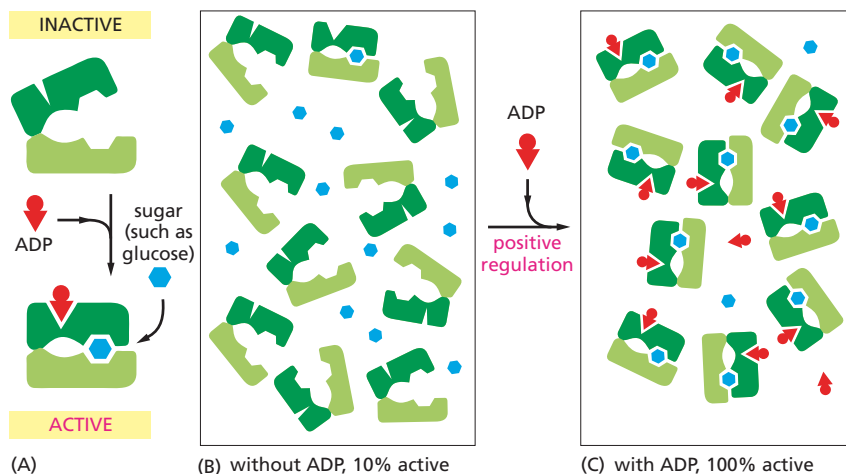 INACTIVE
ADP
sugar
(such as
glucose)
ACTIVE
(A)
(B) without ADP, 10% active
ADP
positive
regulation
(C) with ADP, 100% active